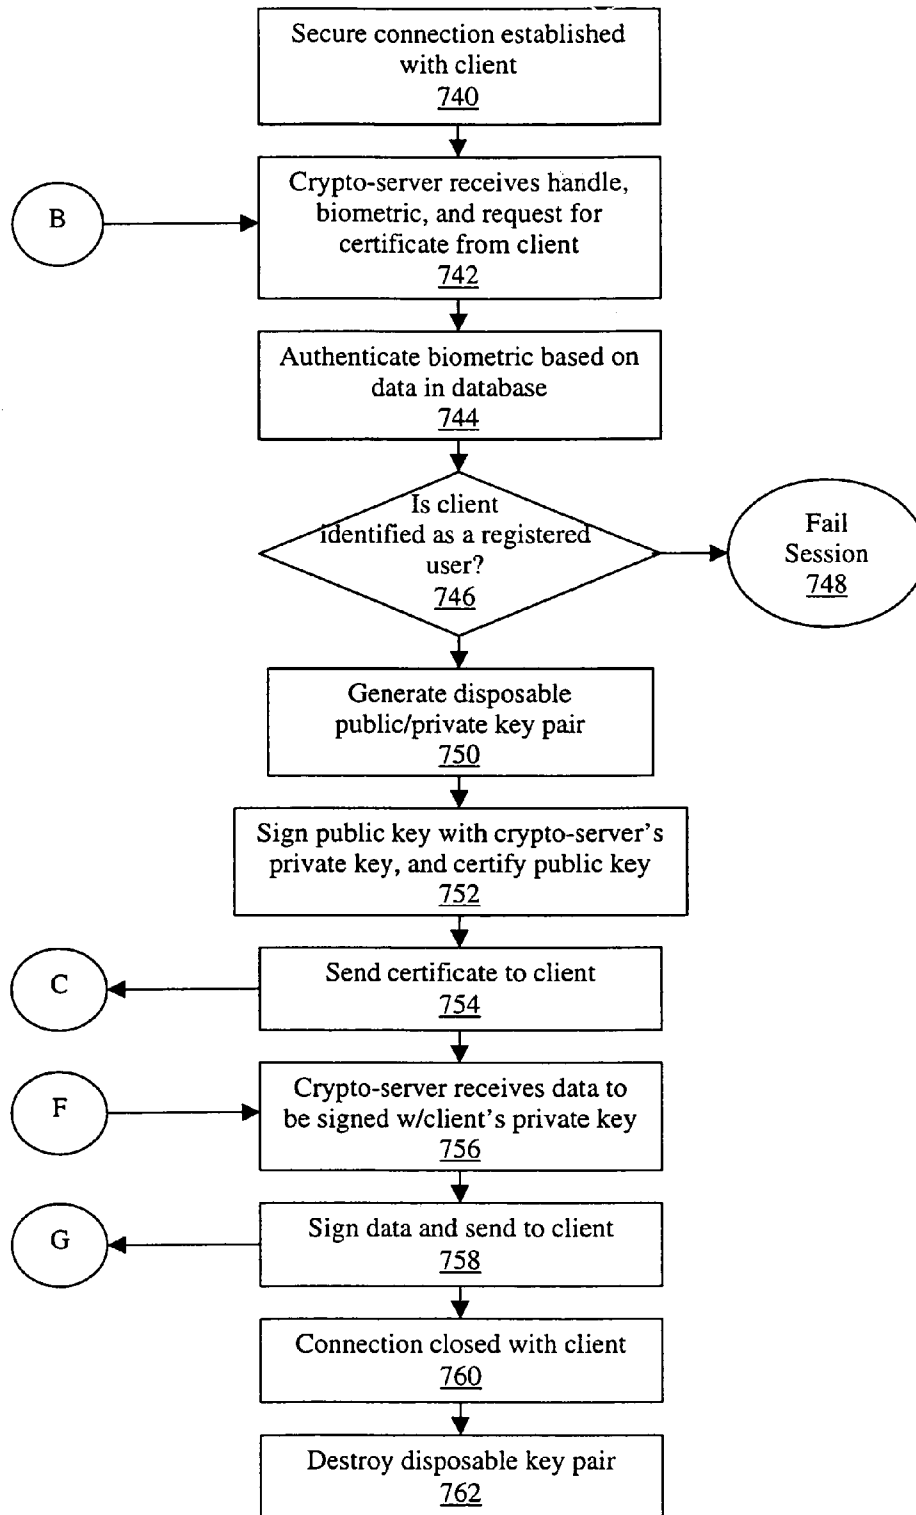 Secure connection established
with client
740
B
Crypto-server receives handle,
biometric, and request for
certificate from client
742
Authenticate biometric based on
data in database
744
Is client
identified as a registered
user?
746
Fail
Session
748
Generate disposable
public/private key pair
750
Sign public key with crypto-server's
private key, and certify public key
752
C
Send certificate to client
754
F
Crypto-server receives data to
be signed w/client's private key
756
G
Sign data and send to client
758
Connection closed with client
760
Destroy disposable key pair
762